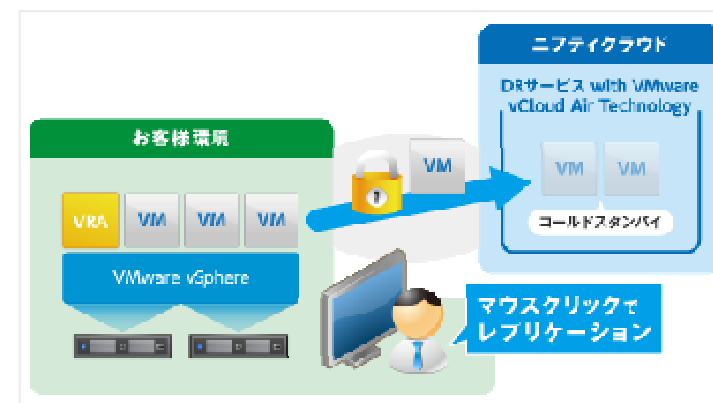 ニフティクラウド
DRサービス with VMware
vCloud Air Technology
お客様環境
VM
VM VM
コールドスタンバイ
VRA VM VM VM
VMware vSphere
マウスクリックで
レプリケーション